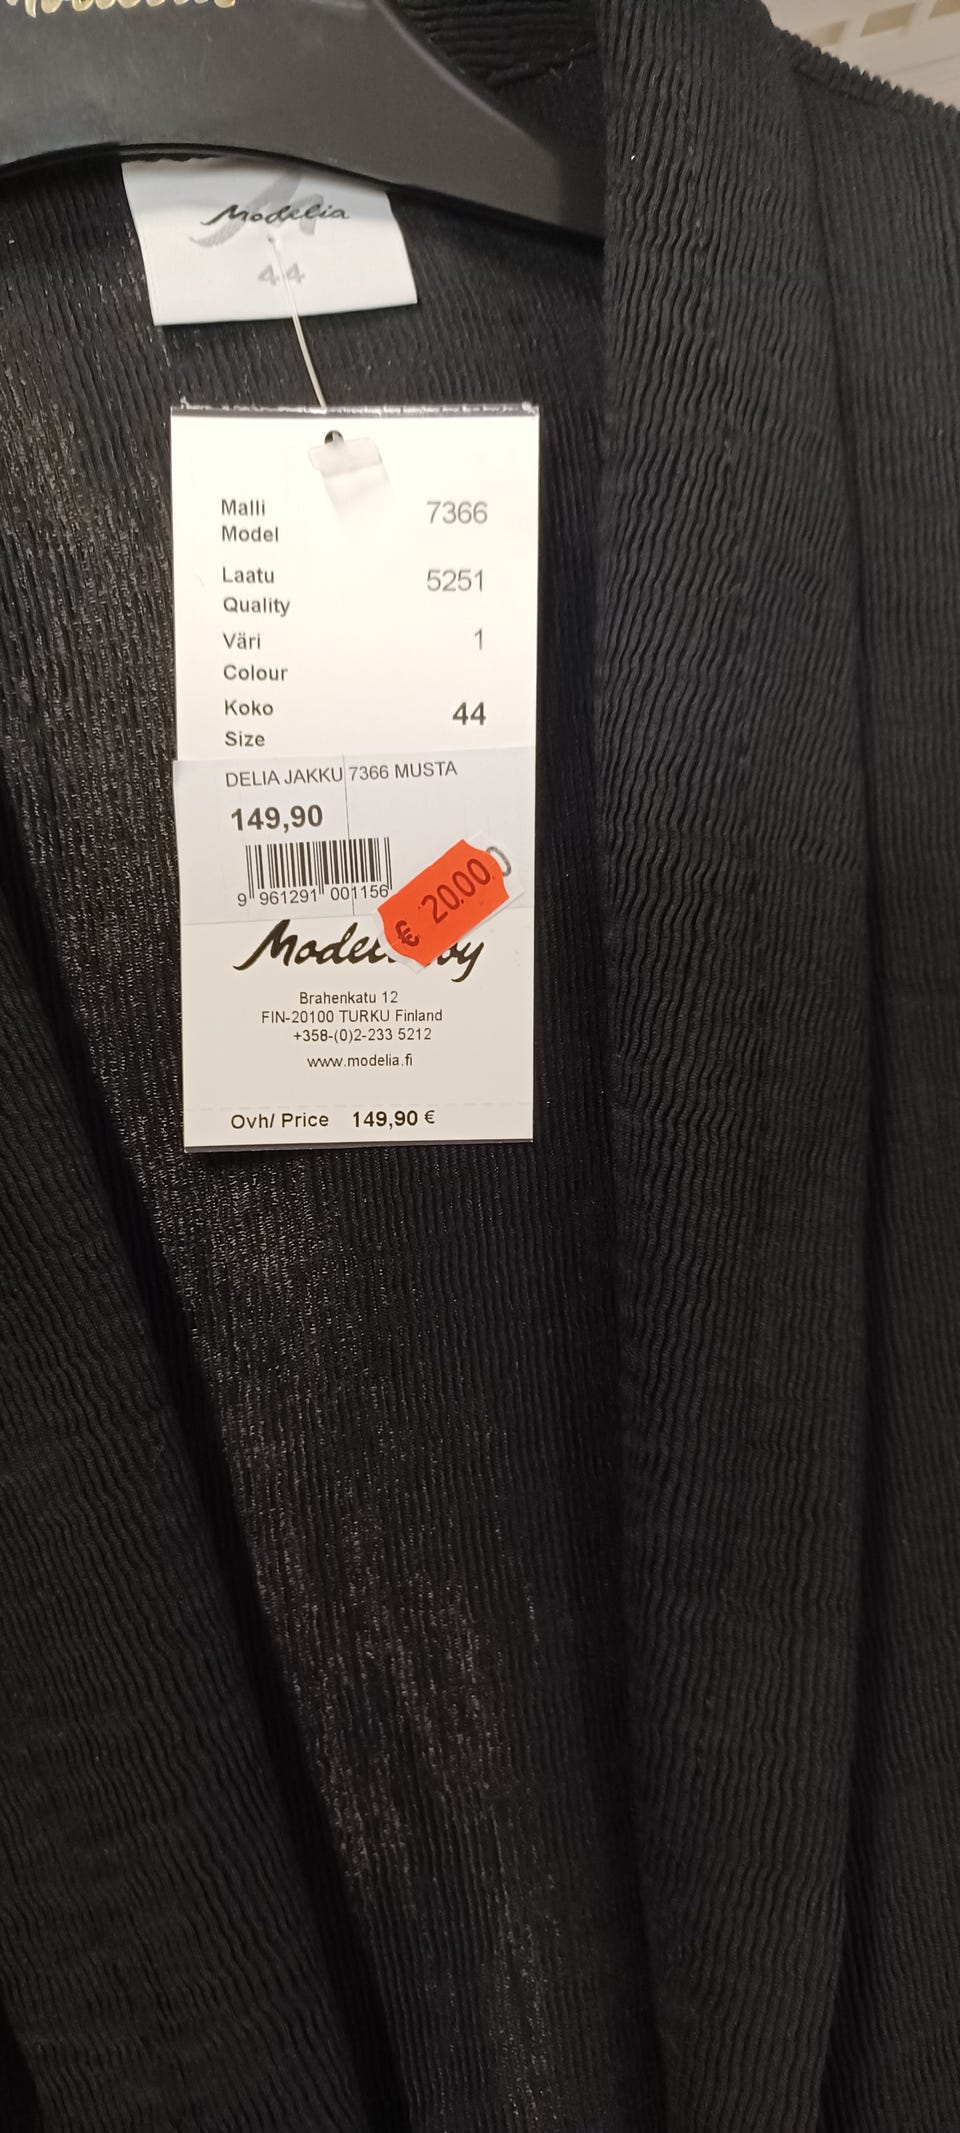 Modelia
44
Malli 7366
Model
Laatu 5251
Quality
Väri 1
Colour
Koko 44
Size
DELIA JAKKU 7366 MUSTA
149,90
9 961291 001156
€ 20.00
oy
Brahenkatu 12
FIN-20100 TURKU Finland
+358-(0)2-233 5212
www.modelia.fi
Ovh/ Price 149,90 €